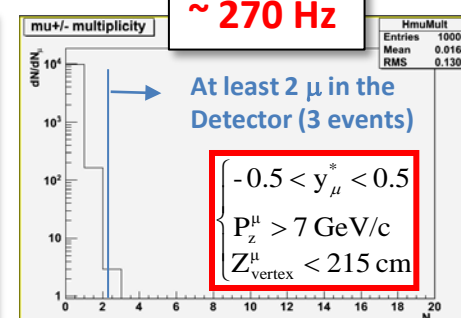 ~ 270 Hz
mu+/- multiplicity
HmuMult
Entries 1000
Mean 0.016
RMS 0.130
dN/dNμ
10⁴
10³
10²
10
1
At least 2 μ in the
Detector (3 events)
-0.5 < y*μ < 0.5
Pzμ > 7 GeV/c
Zμvertex < 215 cm
0 2 4 6 8 10 12 14 16 18 20